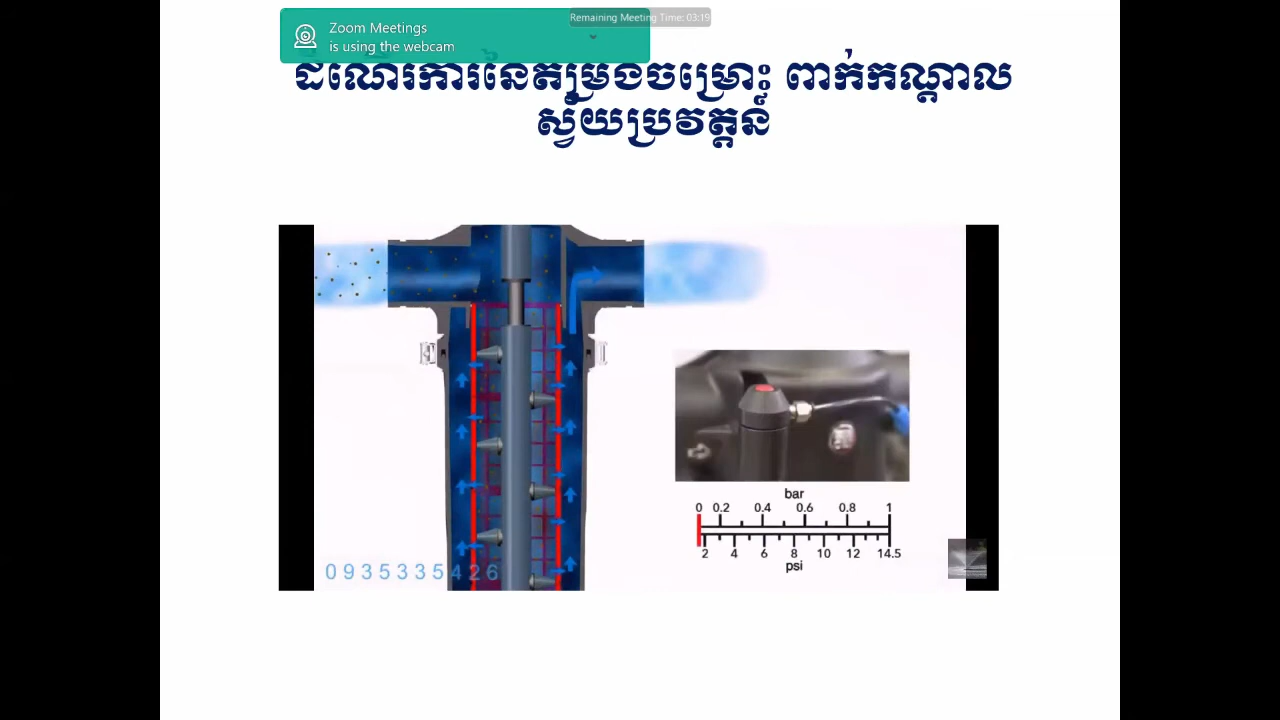 Zoom Meetings
is using the webcam
Remaining Meeting Time: 03:19
ដំណើរការនៃតម្រងចម្រោះ ពាក់កណ្តាល
ស្វ័យប្រវត្តន៍
bar
0 0.2 0.4 0.6 0.8 1
2 4 6 8 10 12 14.5
psi
0935335426